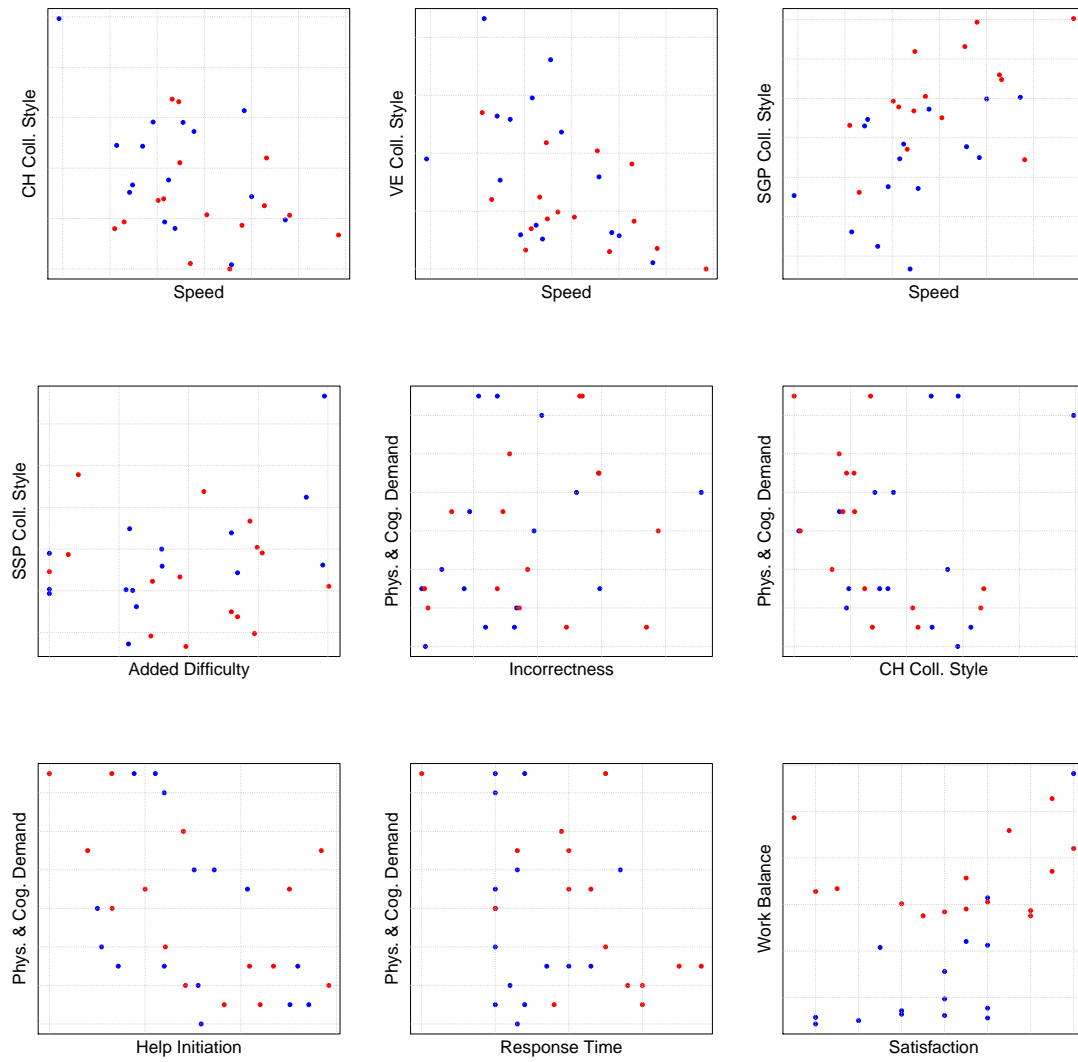 CH Coll. Style
Speed
VE Coll. Style
Speed
SGP Coll. Style
Speed
SSP Coll. Style
Added Difficulty
Phys. & Cog. Demand
Incorrectness
Phys. & Cog. Demand
CH Coll. Style
Phys. & Cog. Demand
Help Initiation
Phys. & Cog. Demand
Response Time
Work Balance
Satisfaction